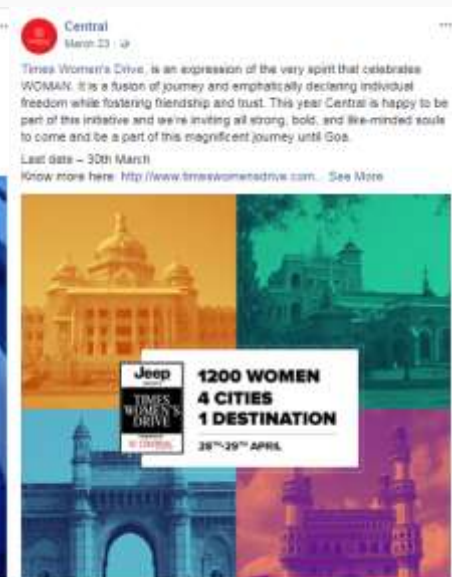 Central
March 23
Times Women's Drive, is an expression of the very spirit that celebrates
WOMAN. It is a fusion of journey and emphatically declaring individual
freedom while fostering friendship and trust. This year Central is happy to be
part of this initiative and we're inviting all strong, bold, and like-minded souls
to come and be a part of this magnificent journey until Goa.
Last date – 30th March
Know more here: http://www.timeswomensdrive.com... See More
Jeep
TIMES
WOMEN'S
DRIVE
CENTRAL
1200 WOMEN
4 CITIES
1 DESTINATION
28TH-29TH APRIL